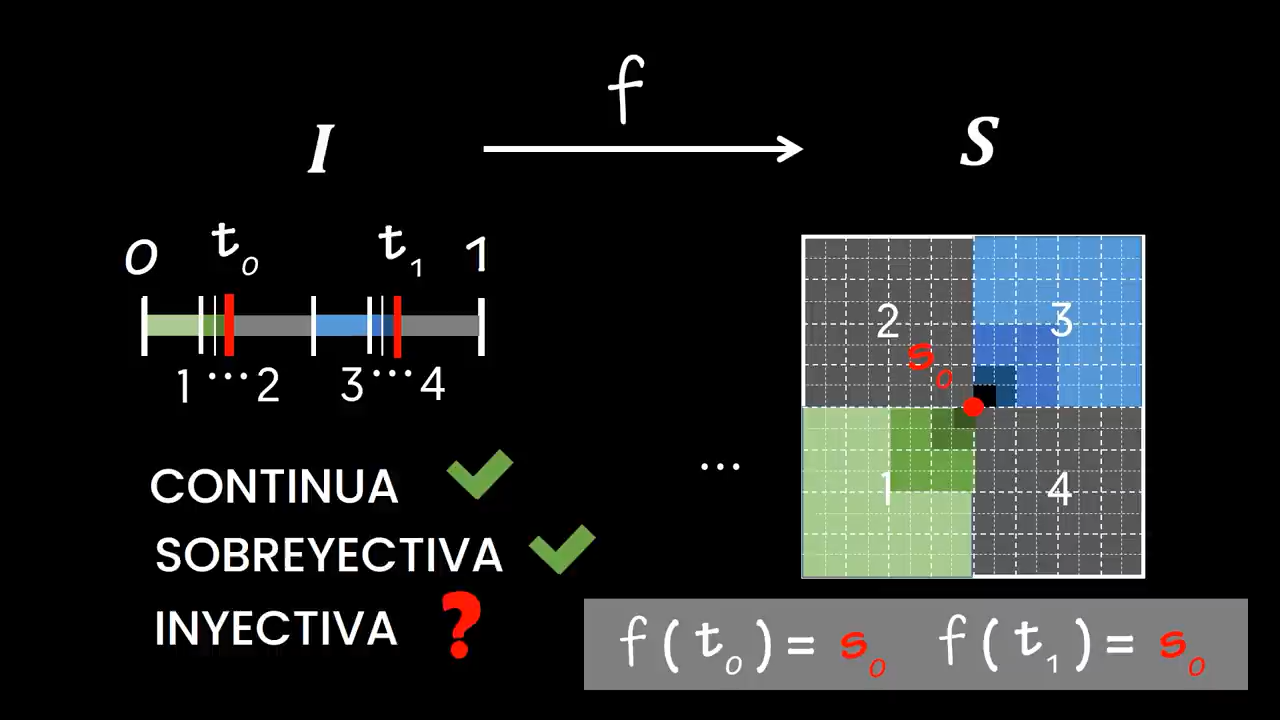 f
I S
0 t₀ t₁ 1
1 ... 2 3 ... 4
2 3
s₀
1 4
...
CONTINUA
SOBREYECTIVA
INYECTIVA ?
f(t₀)= s₀ f(t₁)= s₀